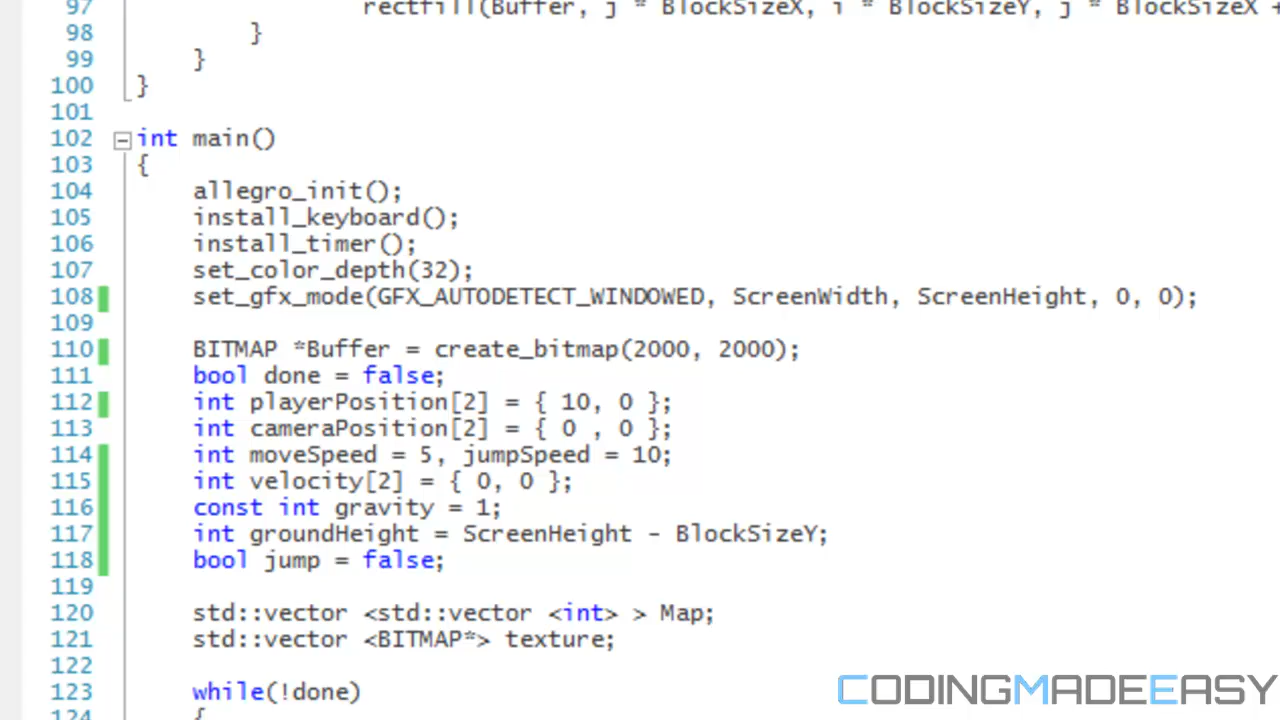 97 rectfill(Buffer, j * BlockSizeX, i * BlockSizeY, j * BlockSizeX +
98 }
99 }
100 }
101
102 int main()
103 {
104 allegro_init();
105 install_keyboard();
106 install_timer();
107 set_color_depth(32);
108 set_gfx_mode(GFX_AUTODETECT_WINDOWED, ScreenWidth, ScreenHeight, 0, 0);
109
110 BITMAP *Buffer = create_bitmap(2000, 2000);
111 bool done = false;
112 int playerPosition[2] = { 10, 0 };
113 int cameraPosition[2] = { 0 , 0 };
114 int moveSpeed = 5, jumpSpeed = 10;
115 int velocity[2] = { 0, 0 };
116 const int gravity = 1;
117 int groundHeight = ScreenHeight - BlockSizeY;
118 bool jump = false;
119
120 std::vector <std::vector <int> > Map;
121 std::vector <BITMAP*> texture;
122
123 while(!done)
124 {
CODINGMADEEASY